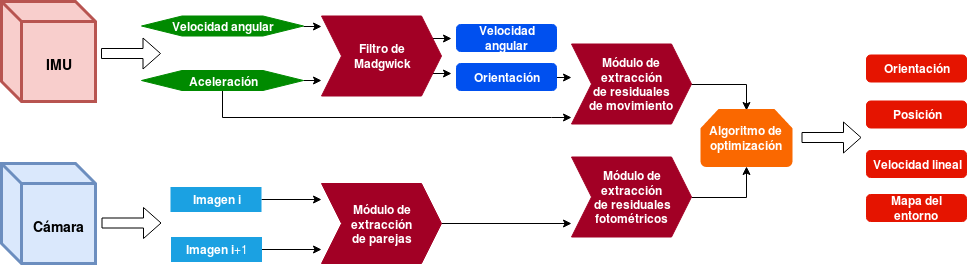 IMU
Velocidad angular
Aceleración
Filtro de
Madgwick
Velocidad
angular
Orientación
Módulo de
extracción
de residuales
de movimiento
Algoritmo de
optimización
Orientación
Posición
Velocidad lineal
Mapa del
entorno
Cámara
Imagen i
Imagen i+1
Módulo de
extracción
de parejas
Módulo de
extracción
de residuales
fotométricos